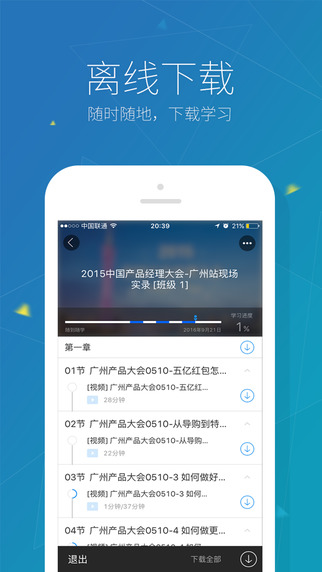 离线下载
随时随地，下载学习
中国联通
20:39
21%
2015中国产品经理大会-广州站现场
实录 [班级 1]
学习进度
1%
随到随学
2016年9月21日
第一章
01节 广州产品大会0510-五亿红包怎...
[视频] 广州产品大会0510-五亿红...
28分钟
02节 广州产品大会0510-从导购到特...
[视频] 广州产品大会0510-从导购...
22分钟
03节 广州产品大会0510-3 如何做好...
[视频] 广州产品大会0510-3 如何...
1分钟/37分钟
04节 广州产品大会0510-4 如何做更...
退出
下载全部